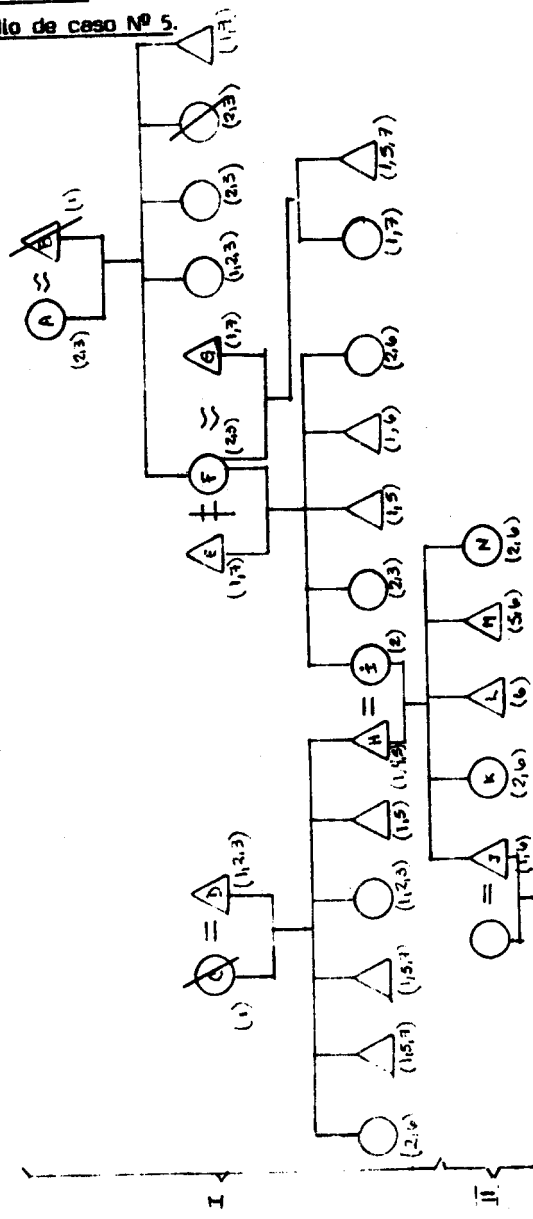 dio de caso Nº 5.
A
(2,3)
≈
B
(1)
(1,2,3)
(2,3)
(2,3)
(1,7)
C
(1)
=
D
(1,2,3)
E
(1,7)
≠
F
(2,3)
≈
G
(1,7)
(2,6)
(1,5,7)
(1,5,7)
(1,2,3)
(1,5)
H
=
I
(2)
(2,3)
(1,5)
(1,6)
(2,6)
(1,7)
(1,5,7)
=
J
K
(2,6)
L
(6)
M
(5,6)
N
(2,6)
I
II